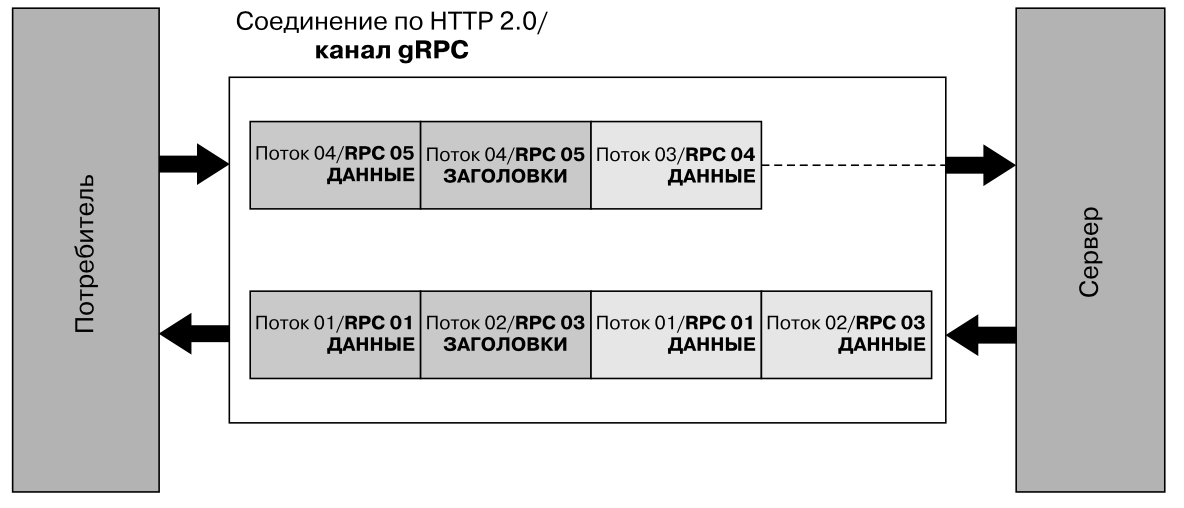 Соединение по HTTP 2.0/
канал gRPC
Потребитель
Поток 04/RPC 05
ДАННЫЕ
Поток 04/RPC 05
ЗАГОЛОВКИ
Поток 03/RPC 04
ДАННЫЕ
Поток 01/RPC 01
ДАННЫЕ
Поток 02/RPC 03
ЗАГОЛОВКИ
Поток 01/RPC 01
ДАННЫЕ
Поток 02/RPC 03
ДАННЫЕ
Сервер